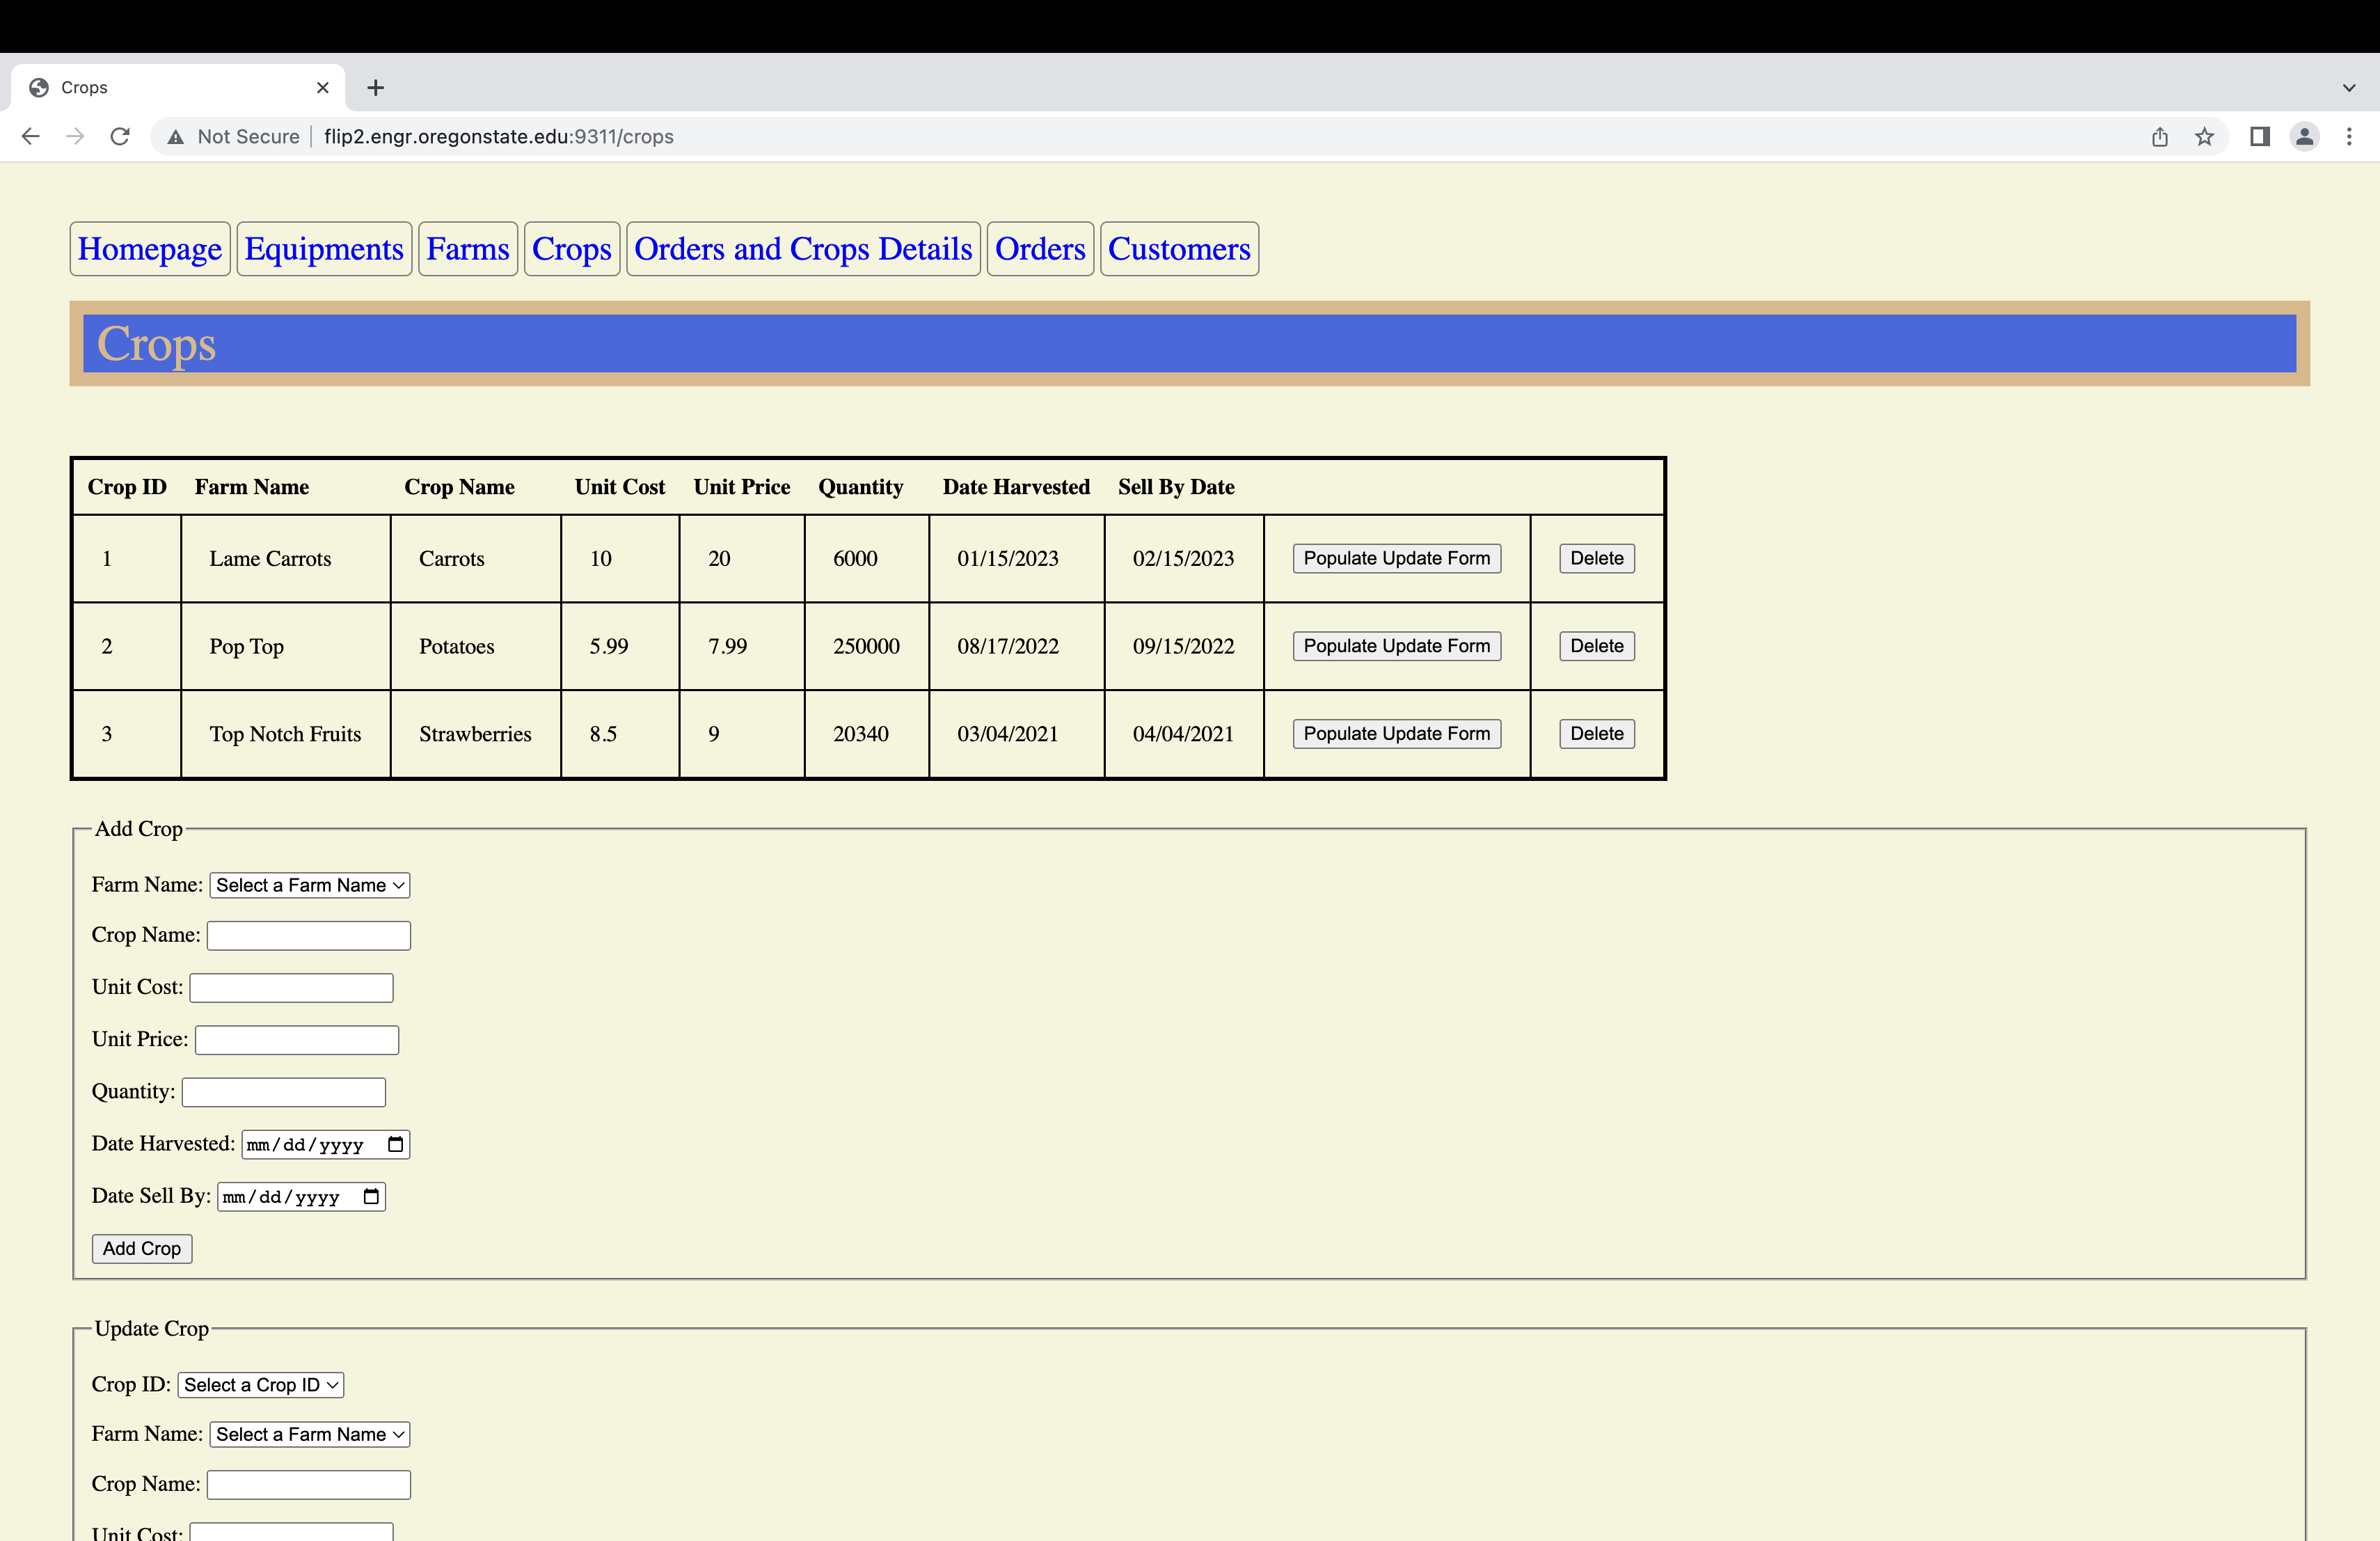 Crops
Not Secure flip2.engr.oregonstate.edu:9311/crops
Homepage Equipments Farms Crops Orders and Crops Details Orders Customers
Crops
Crop ID Farm Name Crop Name Unit Cost Unit Price Quantity Date Harvested Sell By Date
1 Lame Carrots Carrots 10 20 6000 01/15/2023 02/15/2023 Populate Update Form Delete
2 Pop Top Potatoes 5.99 7.99 250000 08/17/2022 09/15/2022 Populate Update Form Delete
3 Top Notch Fruits Strawberries 8.5 9 20340 03/04/2021 04/04/2021 Populate Update Form Delete
Add Crop
Farm Name: Select a Farm Name
Crop Name:
Unit Cost:
Unit Price:
Quantity:
Date Harvested: mm/dd/yyyy
Date Sell By: mm/dd/yyyy
Add Crop
Update Crop
Crop ID: Select a Crop ID
Farm Name: Select a Farm Name
Crop Name:
Unit Cost: